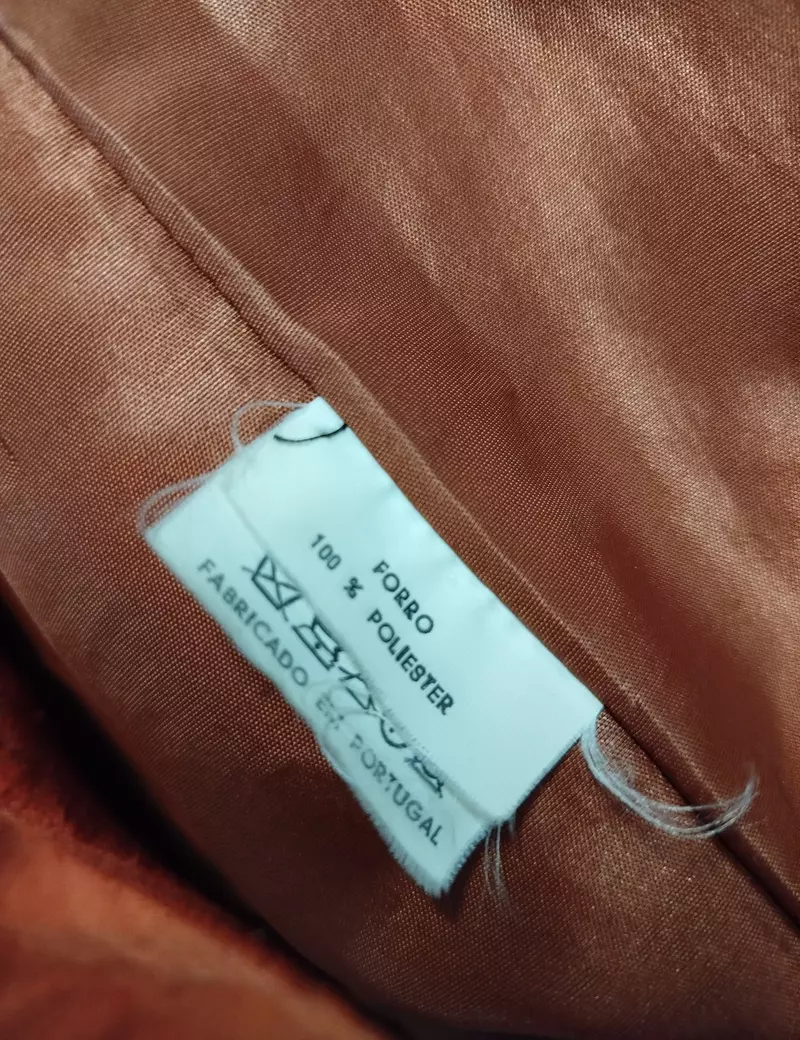 FORRO
100 % POLIESTER
FABRICADO EM PORTUGAL